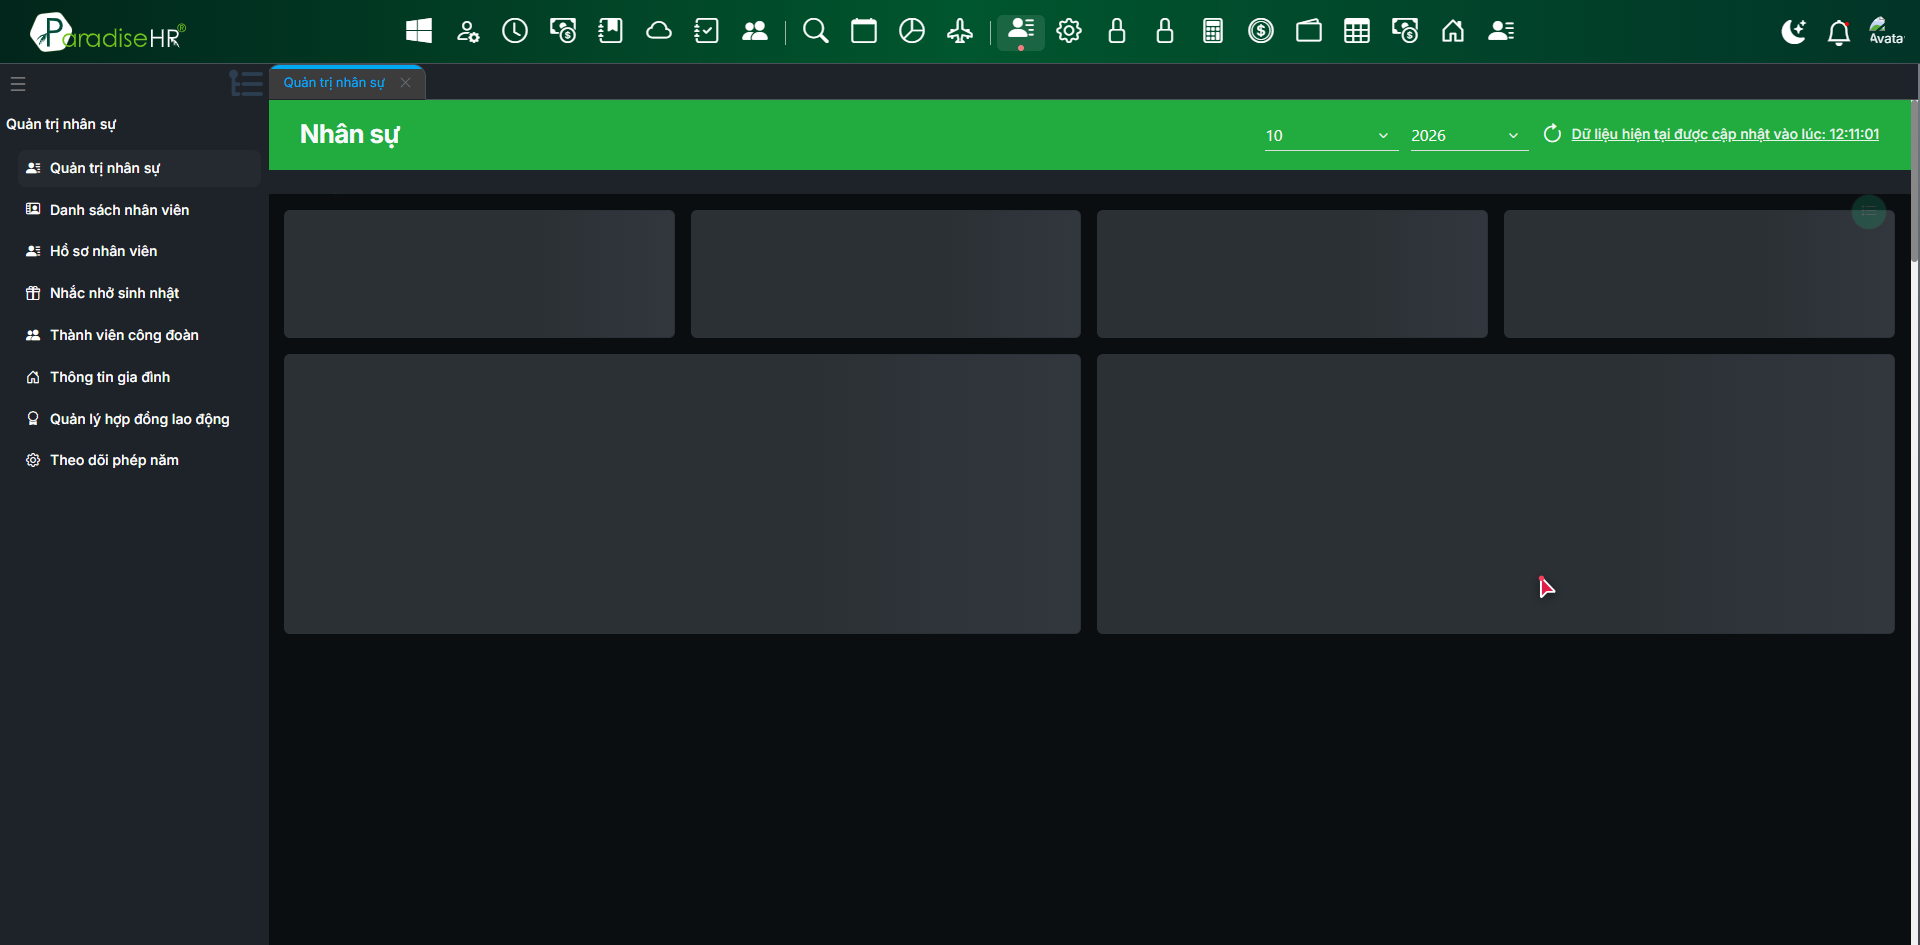 ParadiseHR®
Avata
Quản trị nhân sự
Quản trị nhân sự
Nhân sự
10
2026
Dữ liệu hiện tại được cập nhật vào lúc: 12:11:01
Quản trị nhân sự
Danh sách nhân viên
Hồ sơ nhân viên
Nhắc nhở sinh nhật
Thành viên công đoàn
Thông tin gia đình
Quản lý hợp đồng lao động
Theo dõi phép năm